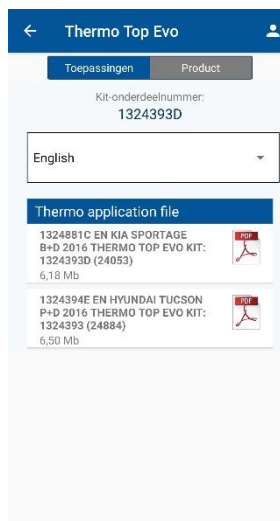 Thermo Top Evo
Toepassingen Product
Kit-onderdeelnummer:
1324393D
English
Thermo application file
1324881C EN KIA SPORTAGE
B+D 2016 THERMO TOP EVO KIT:
1324393D (24053)
6,18 Mb
PDF
1324394E EN HYUNDAI TUCSON
P+D 2016 THERMO TOP EVO KIT:
1324393 (24884)
6,50 Mb
PDF